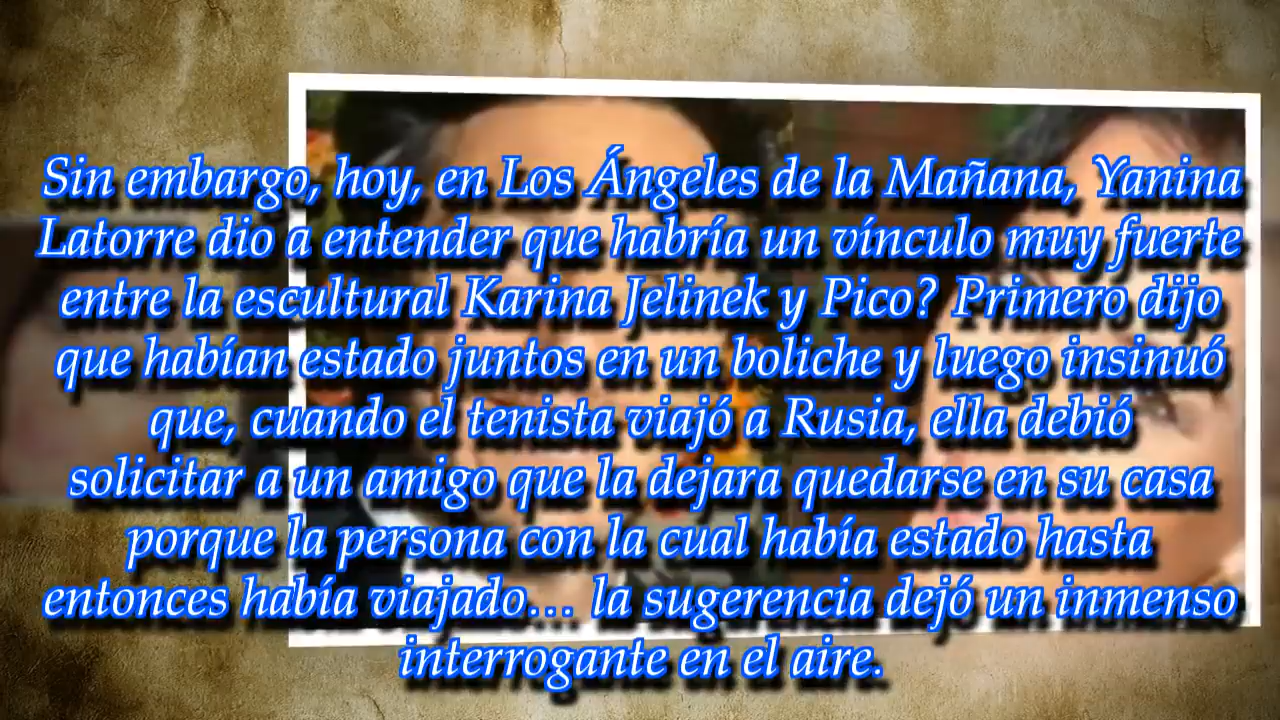 Sin embargo, hoy, en Los Ángeles de la Mañana, Yanina
Latorre dio a entender que habría un vínculo muy fuerte
entre la escultural Karina Jelinek y Pico? Primero dijo
que habían estado juntos en un boliche y luego insinuó
que, cuando el tenista viajó a Rusia, ella debió
solicitar a un amigo que la dejara quedarse en su casa
porque la persona con la cual había estado hasta
entonces había viajado… la sugerencia dejó un inmenso
interrogante en el aire.